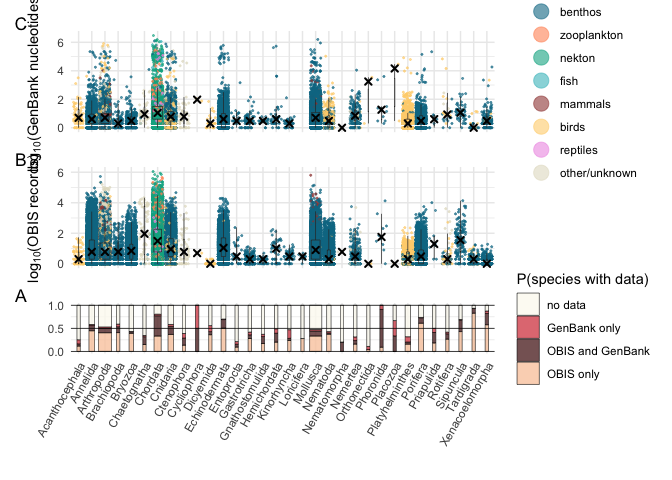 C
log10(GenBank nucleotides)
6
4
2
0
B
log10(OBIS records)
6
4
2
0
A
1.0
0.5
0.0
Acanthocephala
Annelida
Arthropoda
Brachiopoda
Bryozoa
Chaetognatha
Chordata
Cnidaria
Ctenophora
Cycliophora
Dicyemida
Echinodermata
Entoprocta
Gastrotricha
Gnathostomulida
Hemichordata
Kinorhyncha
Loricifera
Mollusca
Nematoda
Nematomorpha
Nemertea
Orthonectida
Phoronida
Placozoa
Platyhelminthes
Porifera
Priapulida
Rotifera
Sipuncula
Tardigrada
Xenacoelomorpha
benthos
zooplankton
nekton
fish
mammals
birds
reptiles
other/unknown
P(species with data)
no data
GenBank only
OBIS and GenBank
OBIS only